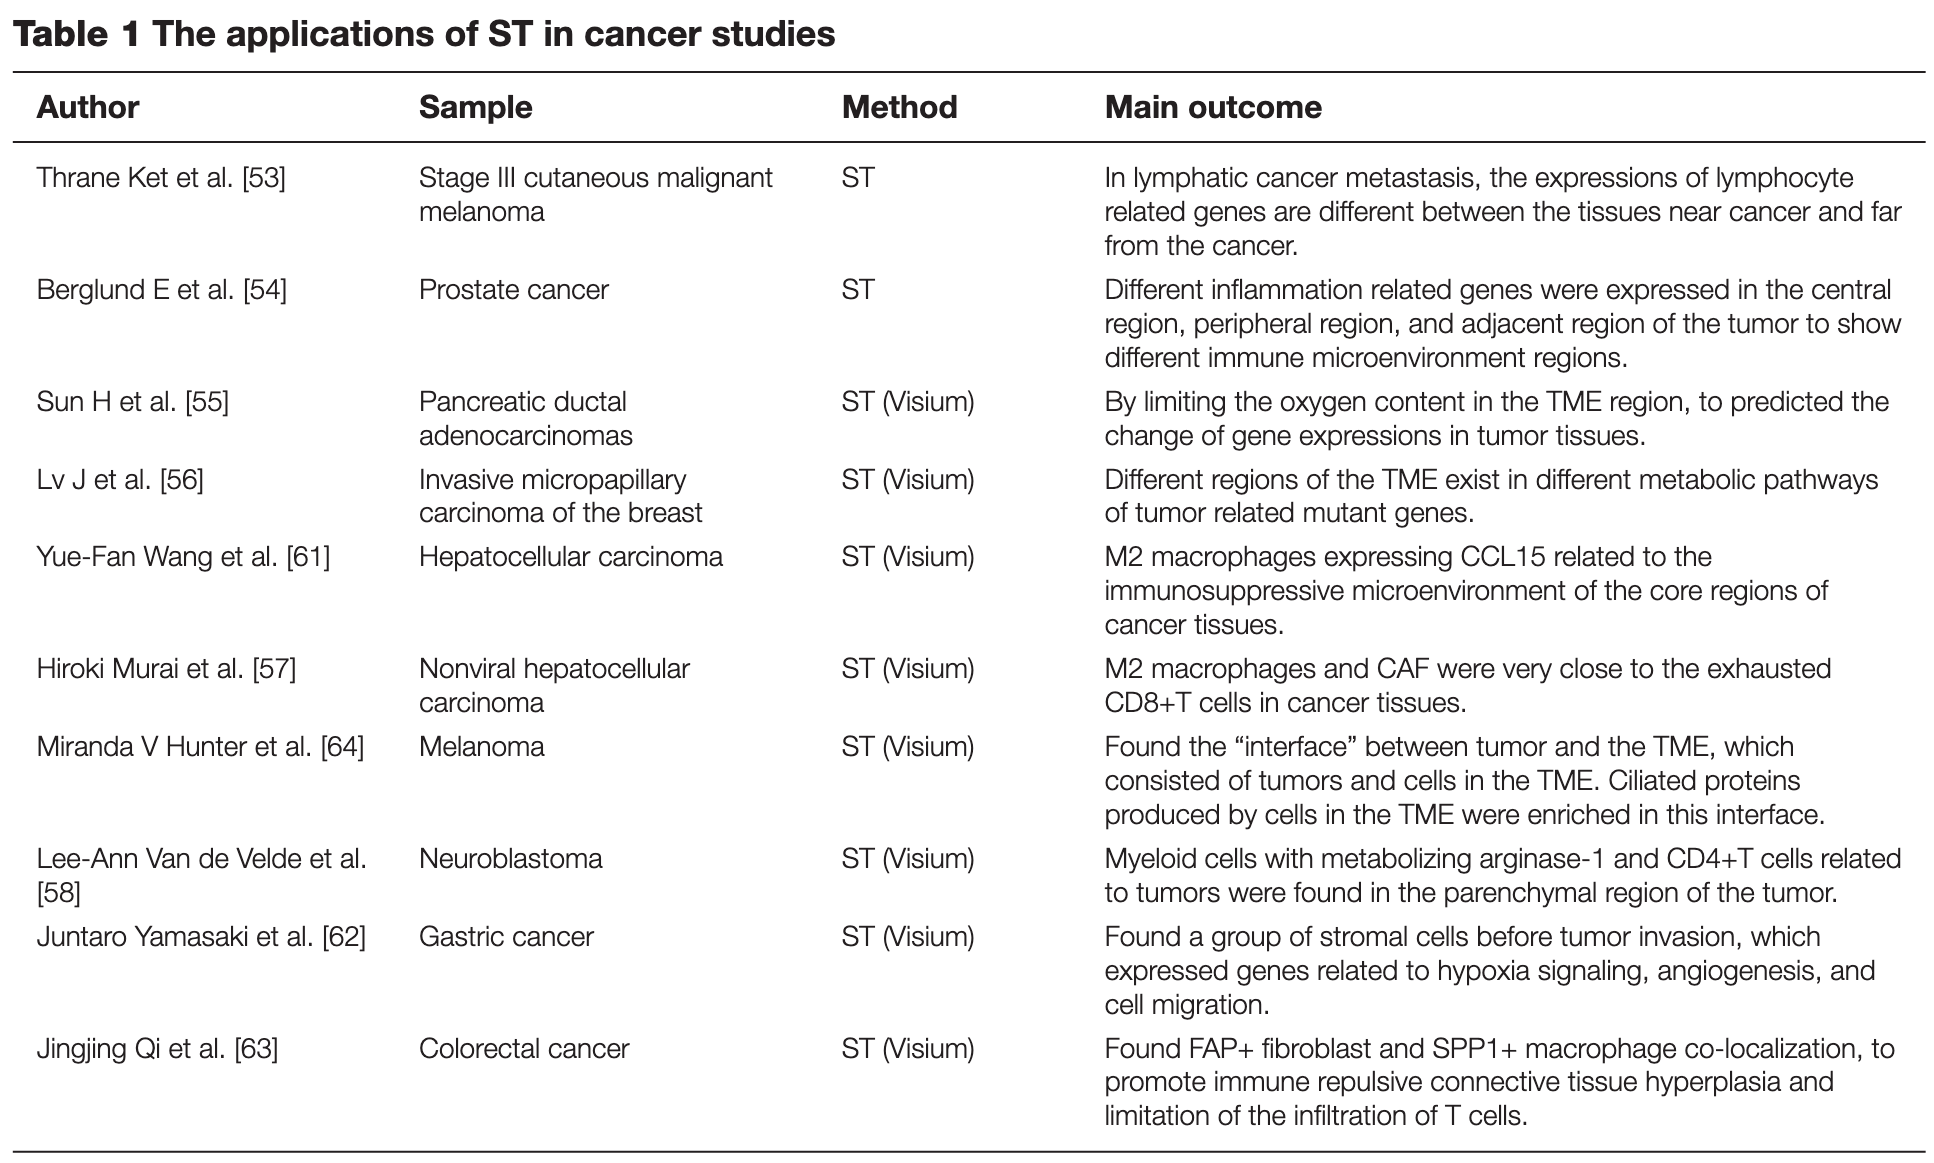 Table 1 The applications of ST in cancer studies
Author Sample Method Main outcome
Thrane Ket et al. [53] Stage III cutaneous malignant ST In lymphatic cancer metastasis, the expressions of lymphocyte
melanoma related genes are different between the tissues near cancer and far
from the cancer.
Berglund E et al. [54] Prostate cancer ST Different inflammation related genes were expressed in the central
region, peripheral region, and adjacent region of the tumor to show
different immune microenvironment regions.
Sun H et al. [55] Pancreatic ductal ST (Visium) By limiting the oxygen content in the TME region, to predicted the
adenocarcinomas change of gene expressions in tumor tissues.
Lv J et al. [56] Invasive micropapillary ST (Visium) Different regions of the TME exist in different metabolic pathways
carcinoma of the breast of tumor related mutant genes.
Yue-Fan Wang et al. [61] Hepatocellular carcinoma ST (Visium) M2 macrophages expressing CCL15 related to the
immunosuppressive microenvironment of the core regions of
cancer tissues.
Hiroki Murai et al. [57] Nonviral hepatocellular ST (Visium) M2 macrophages and CAF were very close to the exhausted
carcinoma CD8+T cells in cancer tissues.
Miranda V Hunter et al. [64] Melanoma ST (Visium) Found the “interface” between tumor and the TME, which
consisted of tumors and cells in the TME. Ciliated proteins
produced by cells in the TME were enriched in this interface.
Lee-Ann Van de Velde et al. Neuroblastoma ST (Visium) Myeloid cells with metabolizing arginase-1 and CD4+T cells related
[58] to tumors were found in the parenchymal region of the tumor.
Juntaro Yamasaki et al. [62] Gastric cancer ST (Visium) Found a group of stromal cells before tumor invasion, which
expressed genes related to hypoxia signaling, angiogenesis, and
cell migration.
Jingjing Qi et al. [63] Colorectal cancer ST (Visium) Found FAP+ fibroblast and SPP1+ macrophage co-localization, to
promote immune repulsive connective tissue hyperplasia and
limitation of the infiltration of T cells.